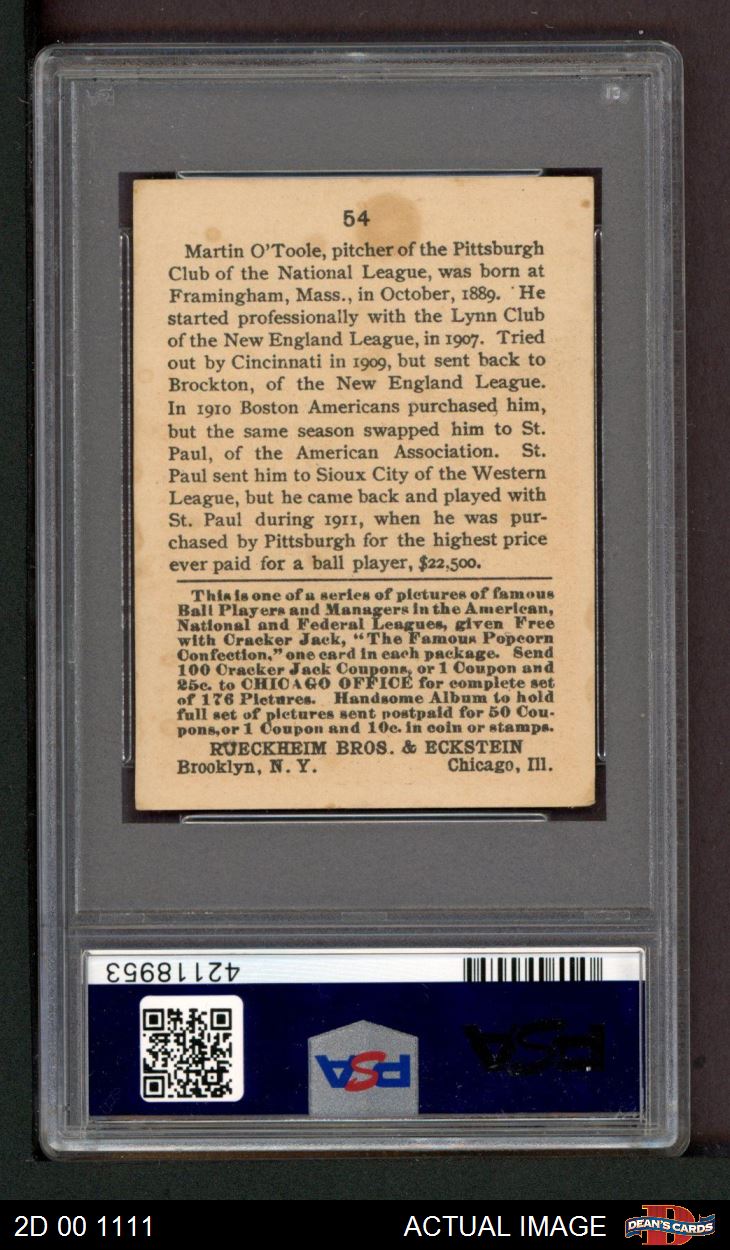 54
Martin O'Toole, pitcher of the Pittsburgh
Club of the National League, was born at
Framingham, Mass., in October, 1889. He
started professionally with the Lynn Club
of the New England League, in 1907. Tried
out by Cincinnati in 1909, but sent back to
Brockton, of the New England League.
In 1910 Boston Americans purchased him,
but the same season swapped him to St.
Paul, of the American Association. St.
Paul sent him to Sioux City of the Western
League, but he came back and played with
St. Paul during 1911, when he was pur-
chased by Pittsburgh for the highest price
ever paid for a ball player, $22,500.
This is one of a series of pictures of famous
Ball Players and Managers in the American,
National and Federal Leagues, given Free
with Cracker Jack, "The Famous Popcorn
Confection," one card in each package. Send
100 Cracker Jack Coupons, or 1 Coupon and
25c. to CHICAGO OFFICE for complete set
of 176 Pictures. Handsome Album to hold
full set of pictures sent postpaid for 50 Cou-
pons, or 1 Coupon and 10c. in coin or stamps.
RUECKHEIM BROS. & ECKSTEIN
Brooklyn, N. Y. Chicago, Ill.
42118953
PSA
PSA
2D 00 1111 ACTUAL IMAGE DEAN'S CARDS